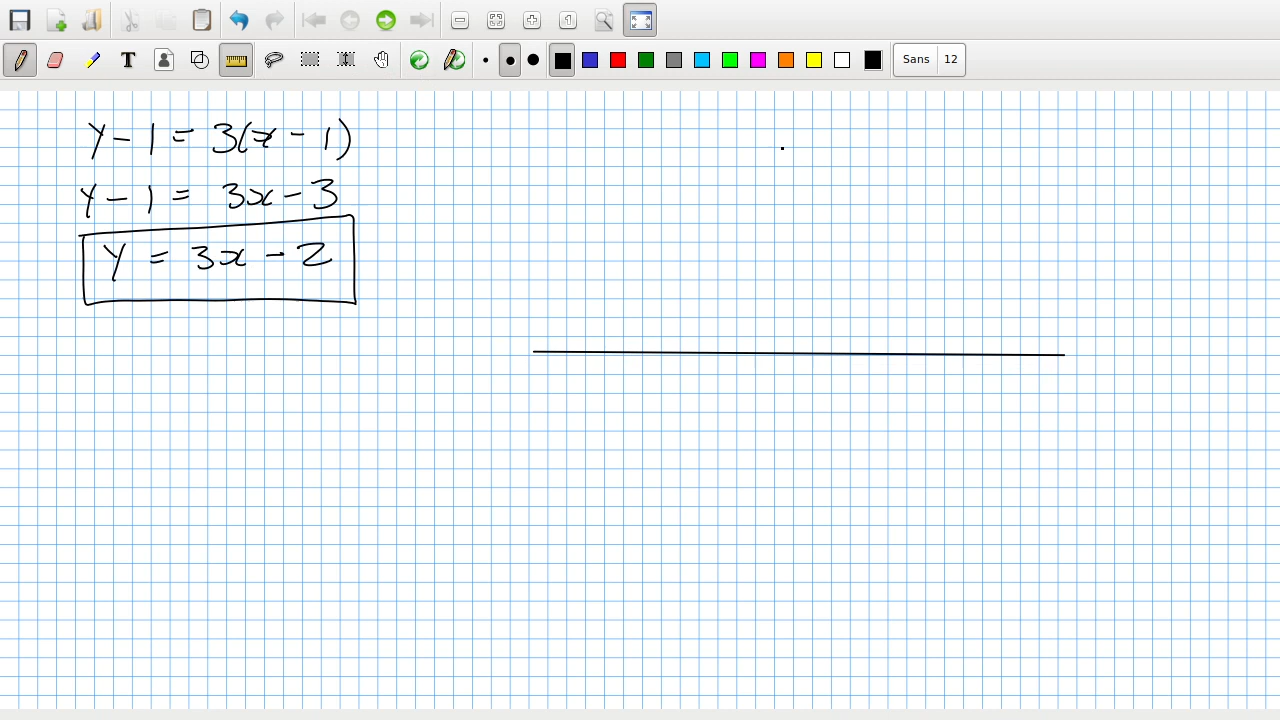 T Sans 12
y - 1 = 3(x - 1)
y - 1 = 3x - 3
y = 3x - 2